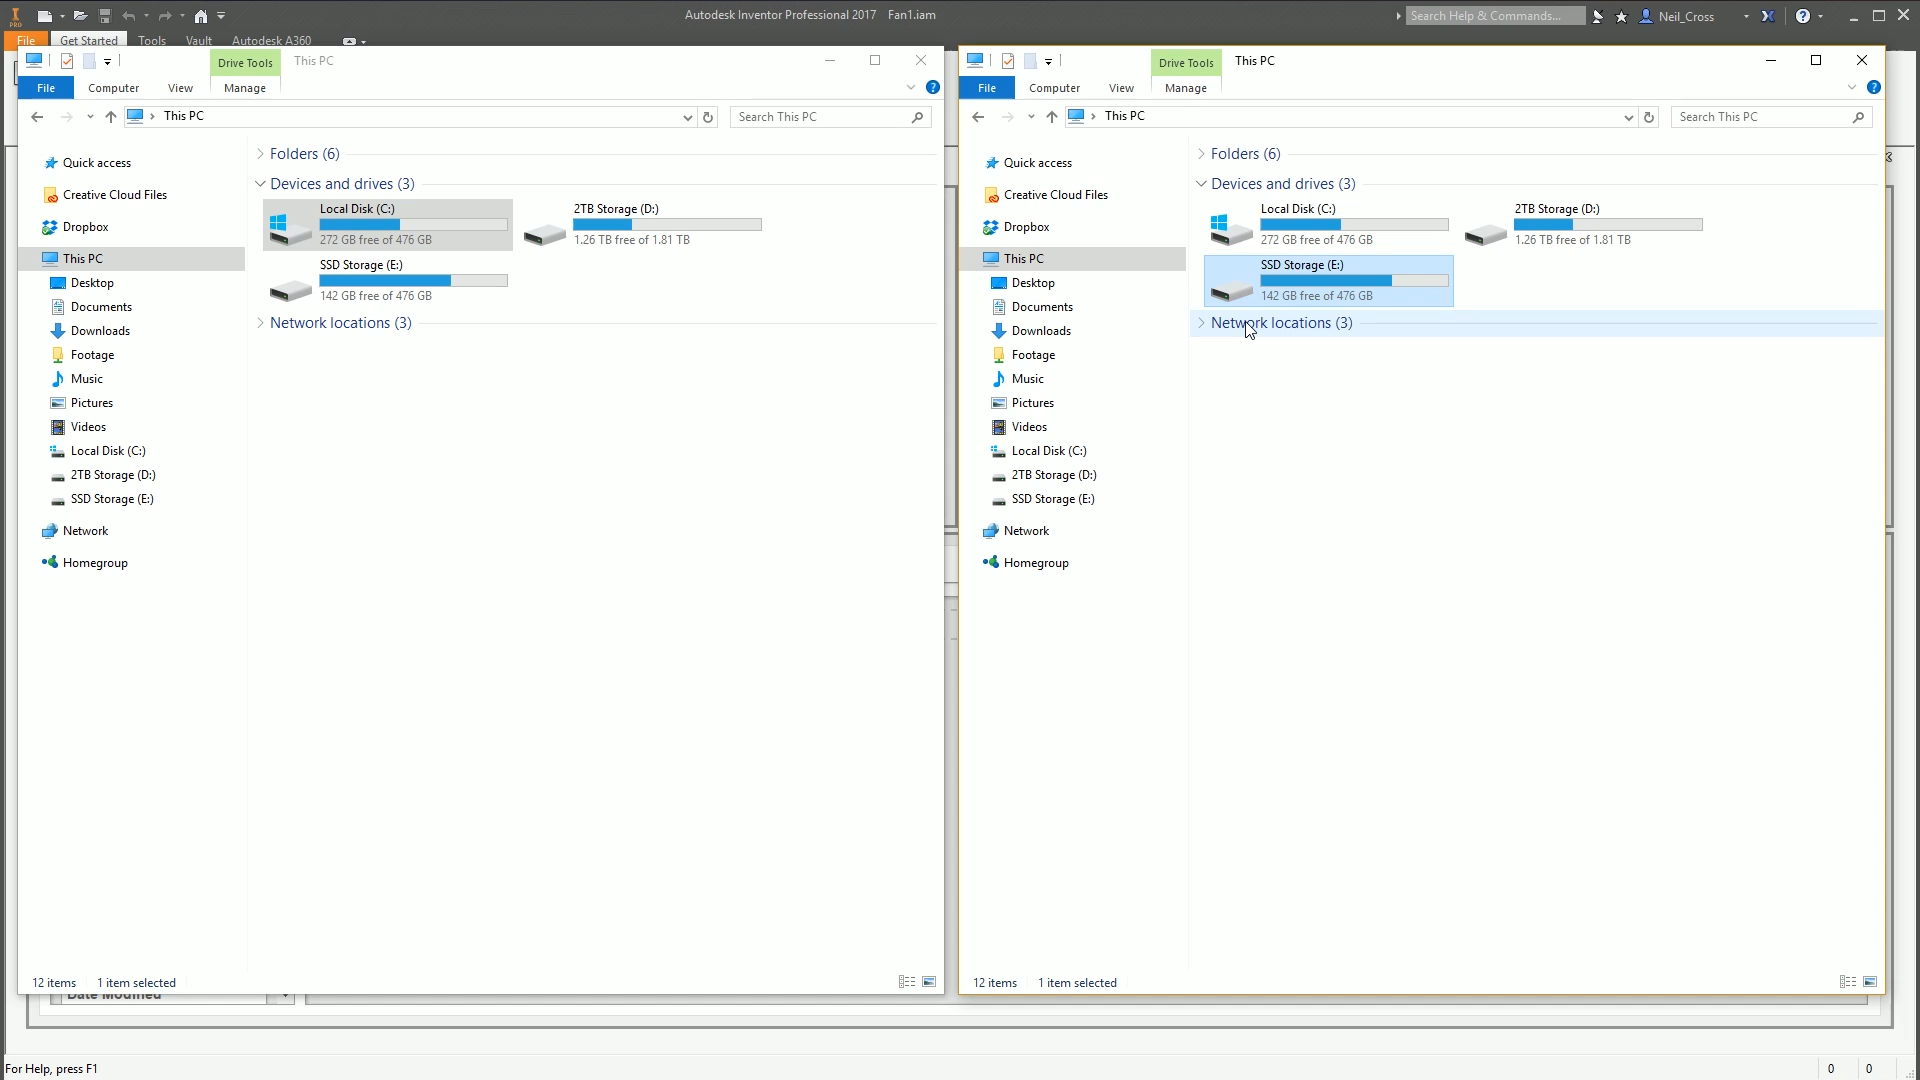 PRO
Autodesk Inventor Professional 2017 Fan1.iam
Search Help & Commands...
Neil_Cross
File Get Started Tools Vault Autodesk A360
Drive Tools This PC
File Computer View Manage
This PC
Search This PC
Quick access
Creative Cloud Files
Dropbox
This PC
Desktop
Documents
Downloads
Footage
Music
Pictures
Videos
Local Disk (C:)
2TB Storage (D:)
SSD Storage (E:)
Network
Homegroup
Folders (6)
Devices and drives (3)
Local Disk (C:)
272 GB free of 476 GB
2TB Storage (D:)
1.26 TB free of 1.81 TB
SSD Storage (E:)
142 GB free of 476 GB
Network locations (3)
12 items 1 item selected
Drive Tools This PC
File Computer View Manage
This PC
Search This PC
Quick access
Creative Cloud Files
Dropbox
This PC
Desktop
Documents
Downloads
Footage
Music
Pictures
Videos
Local Disk (C:)
2TB Storage (D:)
SSD Storage (E:)
Network
Homegroup
Folders (6)
Devices and drives (3)
Local Disk (C:)
272 GB free of 476 GB
2TB Storage (D:)
1.26 TB free of 1.81 TB
SSD Storage (E:)
142 GB free of 476 GB
Network locations (3)
12 items 1 item selected
Date Modified
For Help, press F1
0 0